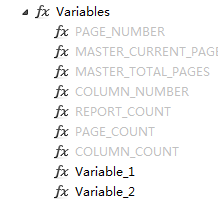 fx Variables
fx PAGE_NUMBER
fx MASTER_CURRENT_PAGE
fx MASTER_TOTAL_PAGES
fx COLUMN_NUMBER
fx REPORT_COUNT
fx PAGE_COUNT
fx COLUMN_COUNT
fx Variable_1
fx Variable_2